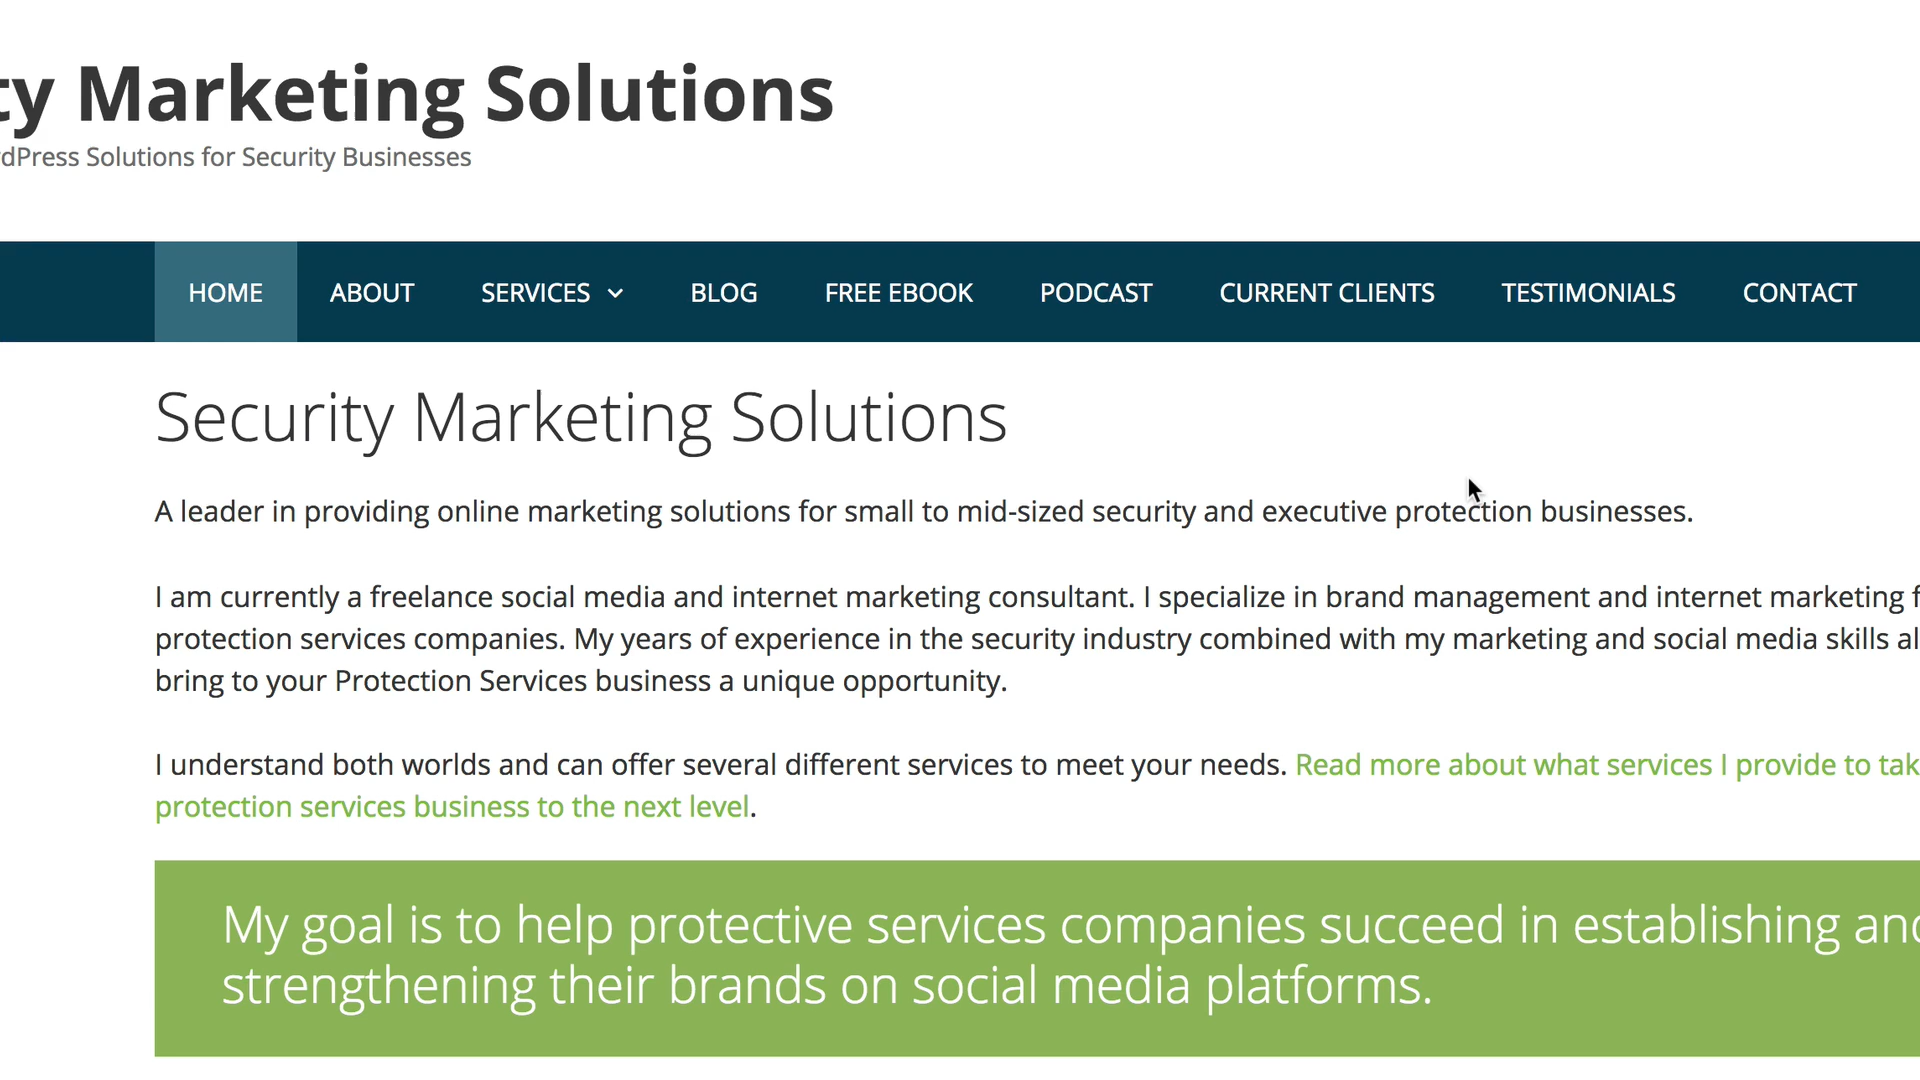 ty Marketing Solutions
dPress Solutions for Security Businesses
HOME ABOUT SERVICES BLOG FREE EBOOK PODCAST CURRENT CLIENTS TESTIMONIALS CONTACT
Security Marketing Solutions
A leader in providing online marketing solutions for small to mid-sized security and executive protection businesses.
I am currently a freelance social media and internet marketing consultant. I specialize in brand management and internet marketing f
protection services companies. My years of experience in the security industry combined with my marketing and social media skills al
bring to your Protection Services business a unique opportunity.
I understand both worlds and can offer several different services to meet your needs. Read more about what services I provide to tak
protection services business to the next level.
My goal is to help protective services companies succeed in establishing and
strengthening their brands on social media platforms.